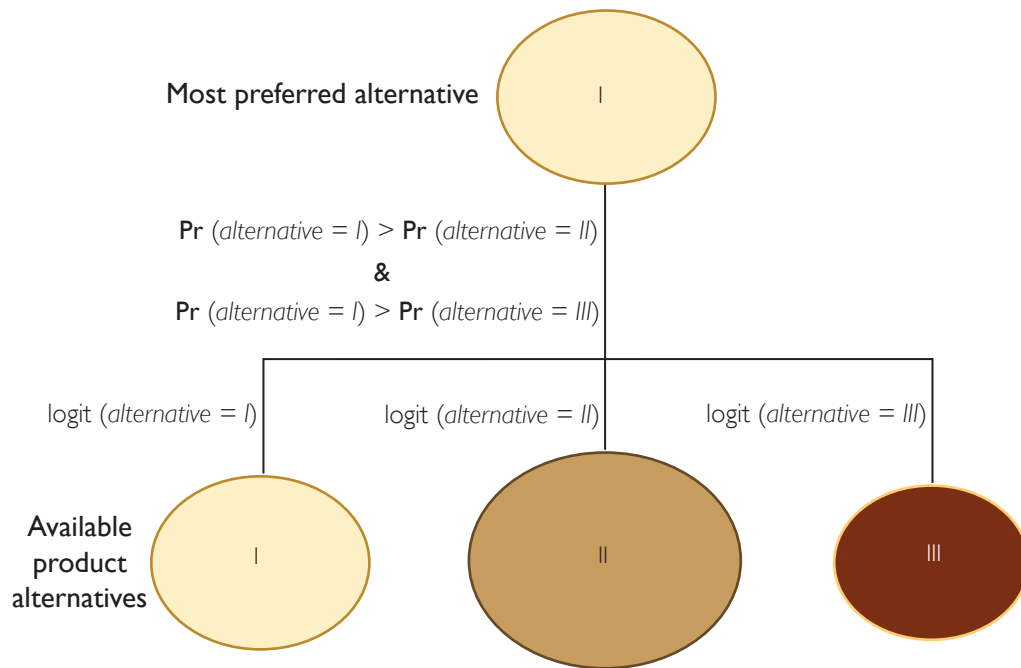 Most preferred alternative
I
Pr (alternative = I) > Pr (alternative = II)
&
Pr (alternative = I) > Pr (alternative = III)
logit (alternative = I)
logit (alternative = II)
logit (alternative = III)
Available
product
alternatives
I
II
III